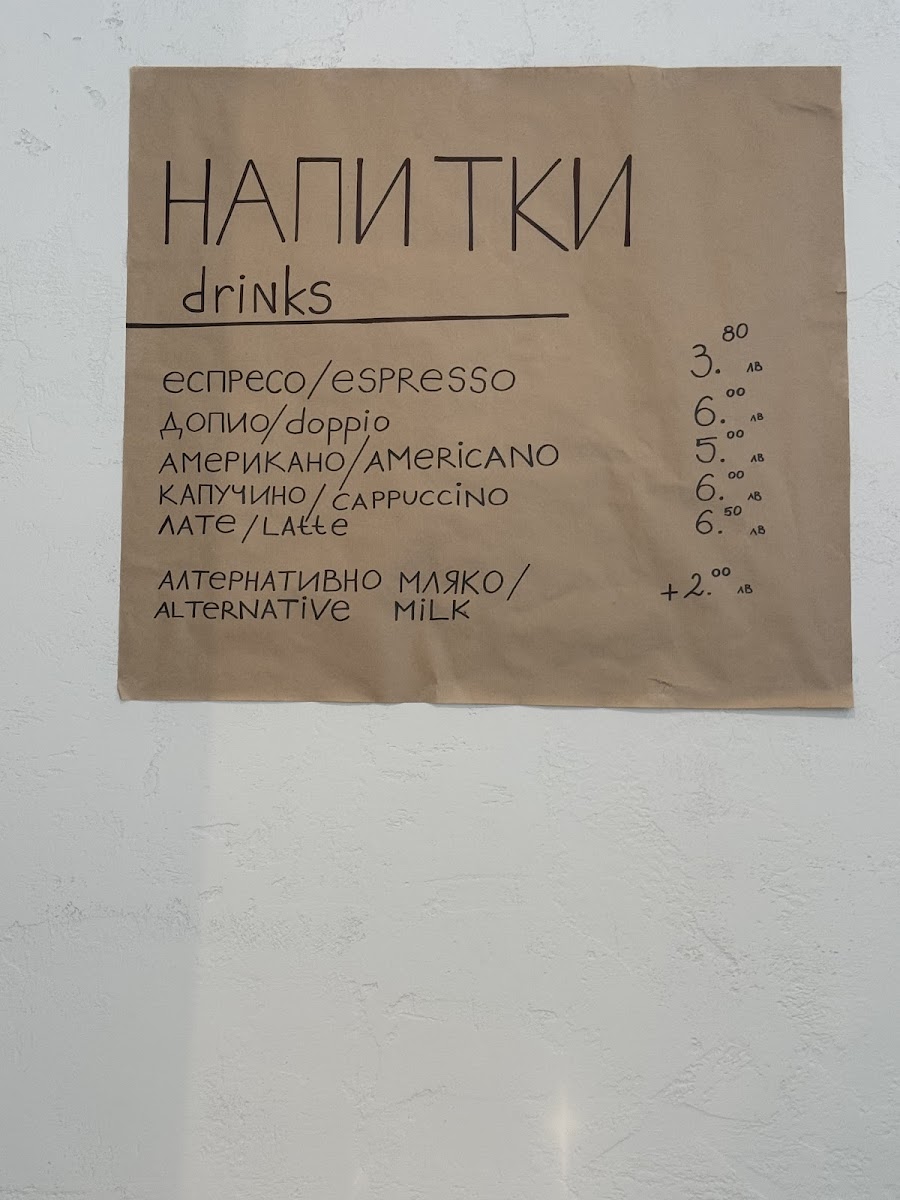 НАПИТКИ
drinks
еспресо/espresso 3.80 лв
допио/doppio 6.00 лв
американо/americano 5.00 лв
капучино/cappuccino 6.00 лв
лате/latte 6.50 лв
алтернативно мляко/ +2.00 лв
alternative milk